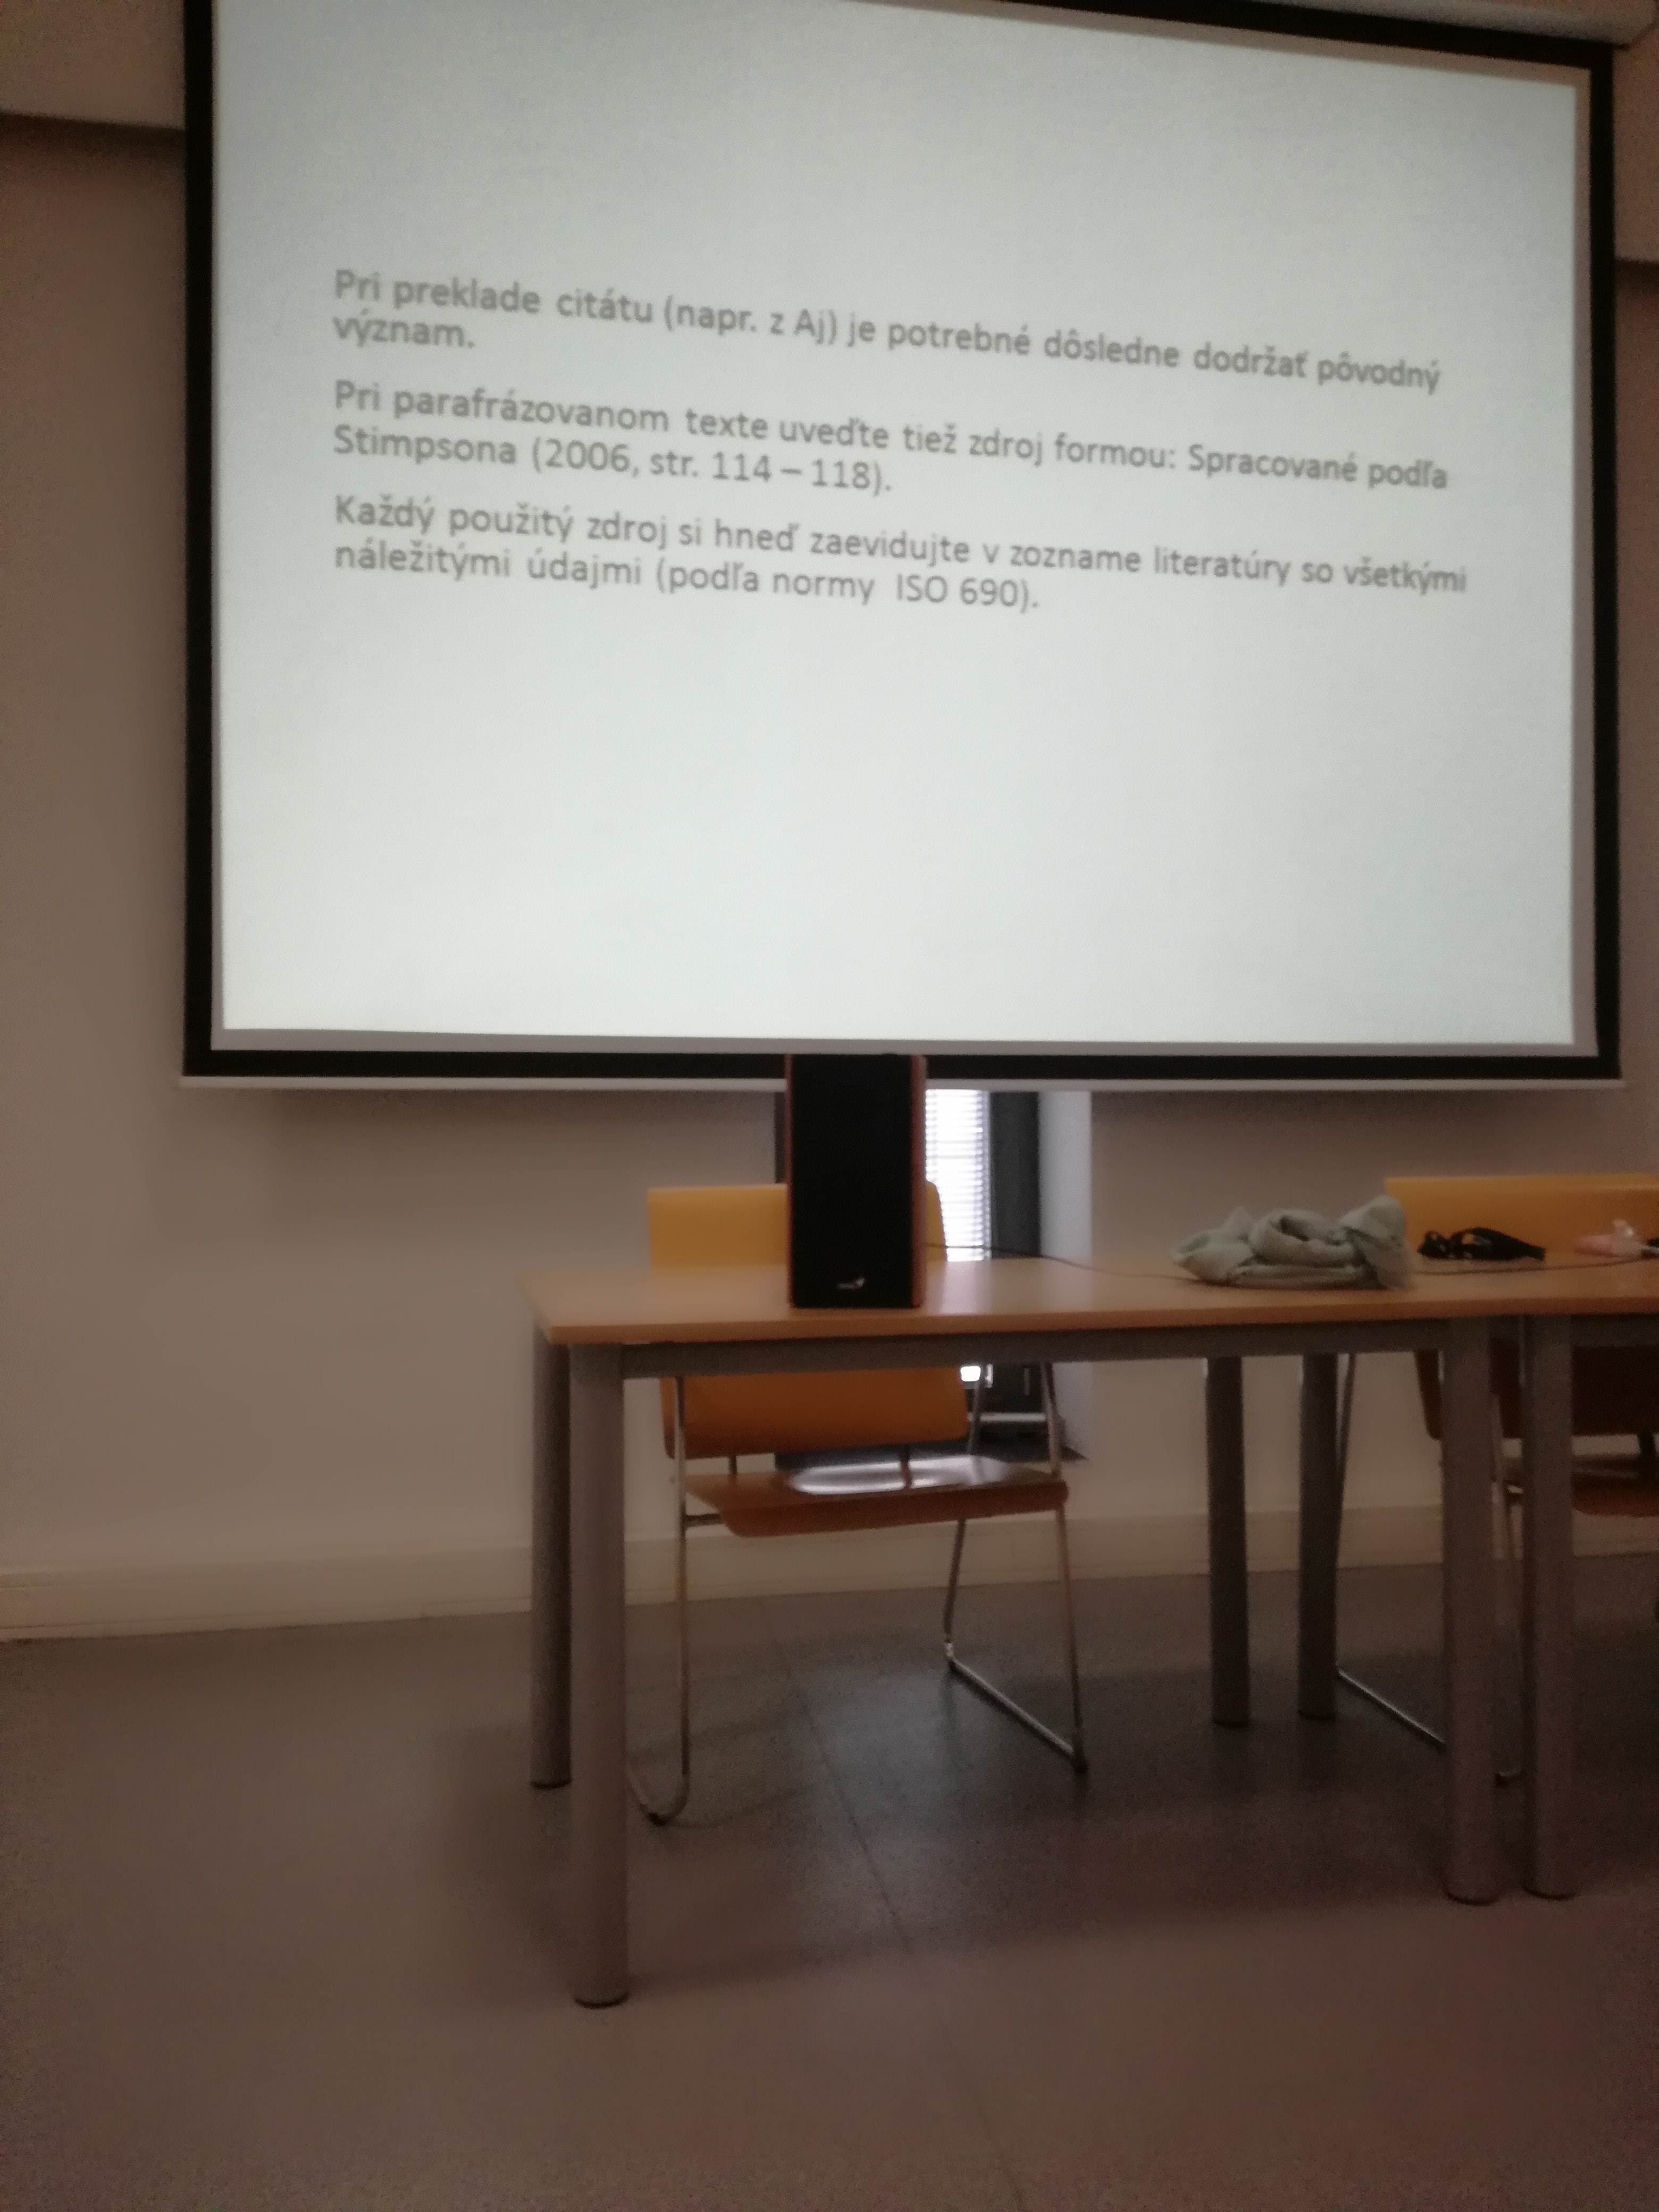 Pri preklade citátu (napr. z Aj) je potrebné dôsledne dodržať pôvodný
význam.
Pri parafrázovanom texte uveďte tiež zdroj formou: Spracované podľa
Stimpsona (2006, str. 114 – 118).
Každý použitý zdroj si hneď zaevidujte v zozname literatúry so všetkými
náležitými údajmi (podľa normy ISO 690).